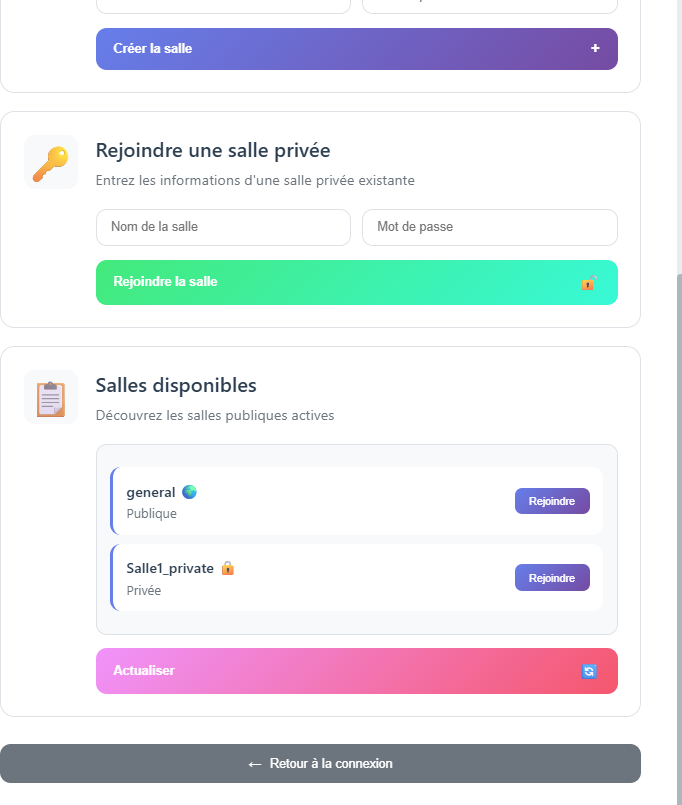 Créer la salle +
Rejoindre une salle privée
Entrez les informations d'une salle privée existante
Nom de la salle Mot de passe
Rejoindre la salle
Salles disponibles
Découvrez les salles publiques actives
general
Publique
Rejoindre
Salle1_private
Privée
Rejoindre
Actualiser
← Retour à la connexion